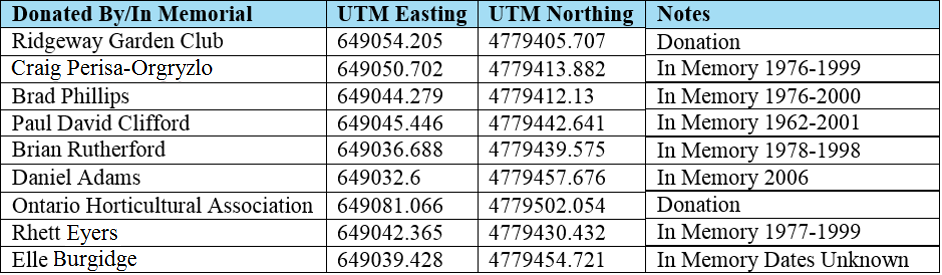 Donated By/In Memorial UTM Easting UTM Northing Notes
Ridgeway Garden Club 649054.205 4779405.707 Donation
Craig Perisa-Orgryzlo 649050.702 4779413.882 In Memory 1976-1999
Brad Phillips 649044.279 4779412.13 In Memory 1976-2000
Paul David Clifford 649045.446 4779442.641 In Memory 1962-2001
Brian Rutherford 649036.688 4779439.575 In Memory 1978-1998
Daniel Adams 649032.6 4779457.676 In Memory 2006
Ontario Horticultural Association 649081.066 4779502.054 Donation
Rhett Eyers 649042.365 4779430.432 In Memory 1977-1999
Elle Burgidge 649039.428 4779454.721 In Memory Dates Unknown